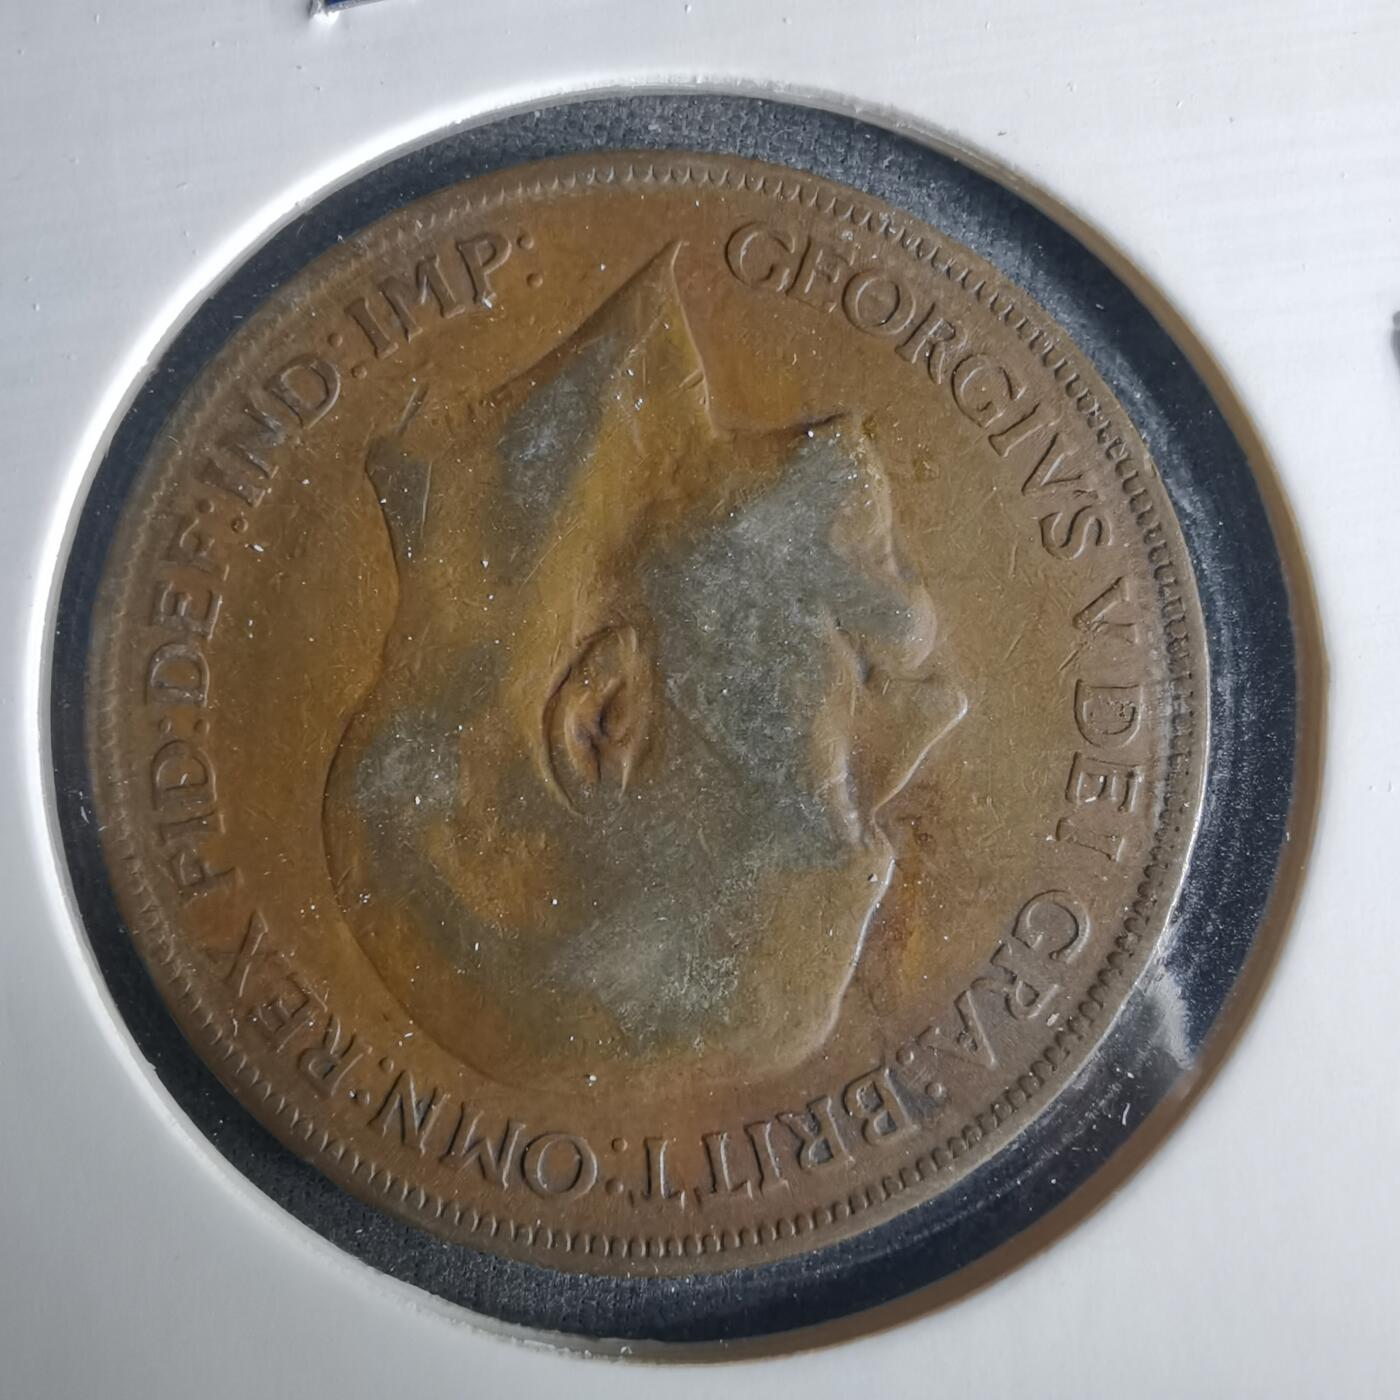 GEORGIVS V DEI GRA: BRITT: OMN: REX FID: DEF: IND: IMP: